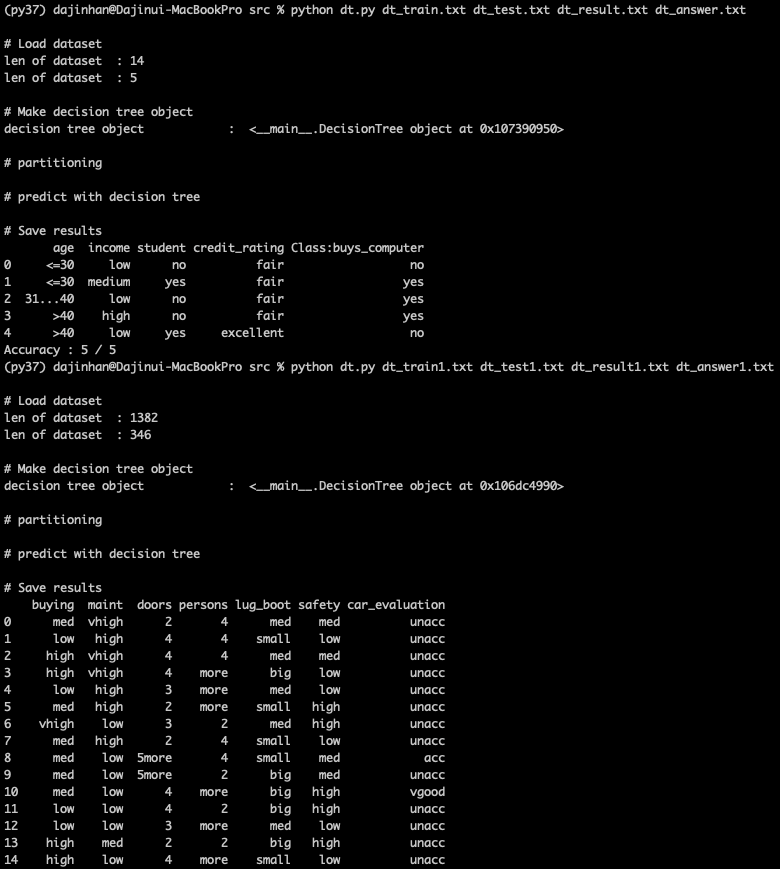 (py37) dajinhan@Dajinui-MacBookPro src % python dt.py dt_train.txt dt_test.txt dt_result.txt dt_answer.txt
# Load dataset
len of dataset  : 14
len of dataset  : 5
# Make decision tree object
decision tree object           :  <__main__.DecisionTree object at 0x107390950>
# partitioning
# predict with decision tree
# Save results
       age  income student credit_rating Class:buys_computer
0     <=30     low      no          fair                  no
1     <=30  medium     yes          fair                 yes
2  31...40     low      no          fair                 yes
3      >40    high      no          fair                 yes
4      >40     low     yes     excellent                  no
Accuracy : 5 / 5
(py37) dajinhan@Dajinui-MacBookPro src % python dt.py dt_train1.txt dt_test1.txt dt_result1.txt dt_answer1.txt
# Load dataset
len of dataset  : 1382
len of dataset  : 346
# Make decision tree object
decision tree object           :  <__main__.DecisionTree object at 0x106dc4990>
# partitioning
# predict with decision tree
# Save results
    buying  maint  doors persons lug_boot safety car_evaluation
0      med  vhigh      2       4      med    med          unacc
1      low   high      4       4    small    low          unacc
2     high  vhigh      4       4      med    med          unacc
3     high  vhigh      4    more      big    low          unacc
4      low   high      3    more      med    low          unacc
5      med   high      2    more    small   high          unacc
6    vhigh    low      3       2      med   high          unacc
7      med   high      2       4    small    low          unacc
8      med    low  5more       4    small    med            acc
9      med    low  5more       2      big    med          unacc
10     med    low      4    more      big   high          vgood
11     low    low      4       2      big   high          unacc
12     low    low      3    more      med    low          unacc
13    high    med      2       2      big   high          unacc
14    high    low      4    more    small    low          unacc